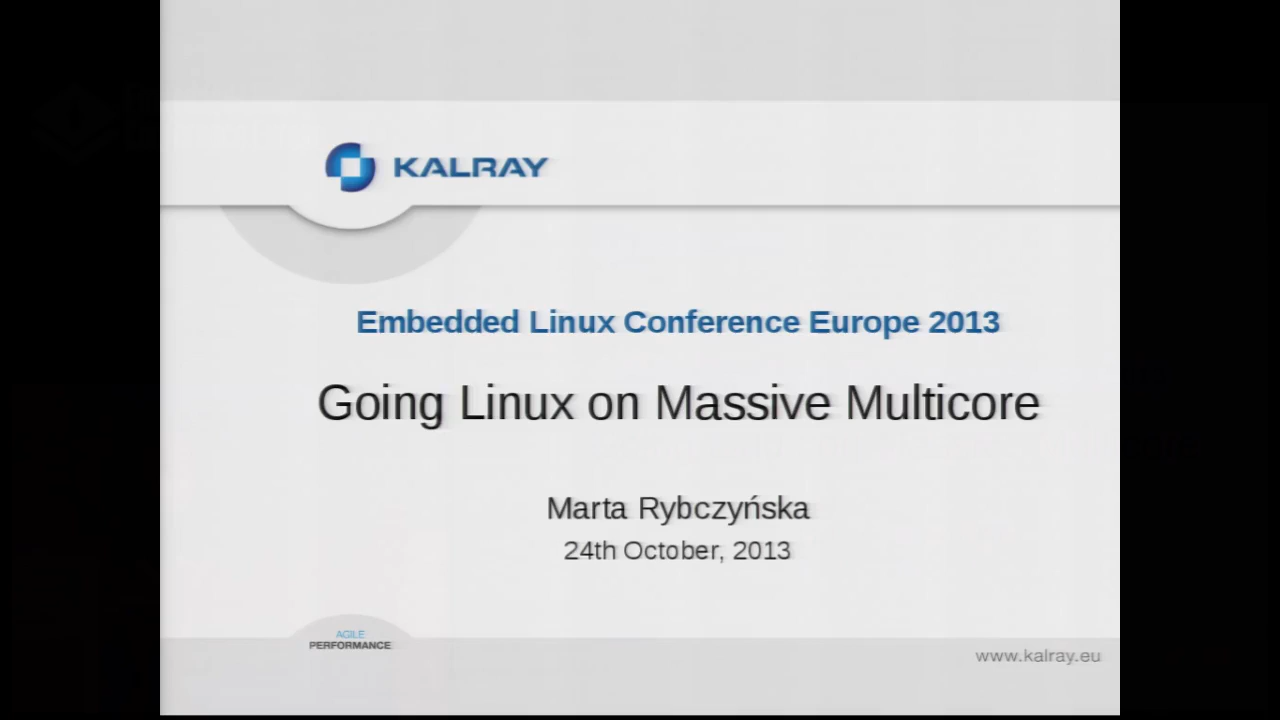 KALRAY
Embedded Linux Conference Europe 2013
Going Linux on Massive Multicore
Marta Rybczyńska
24th October, 2013
AGILE
PERFORMANCE
www.kalray.eu